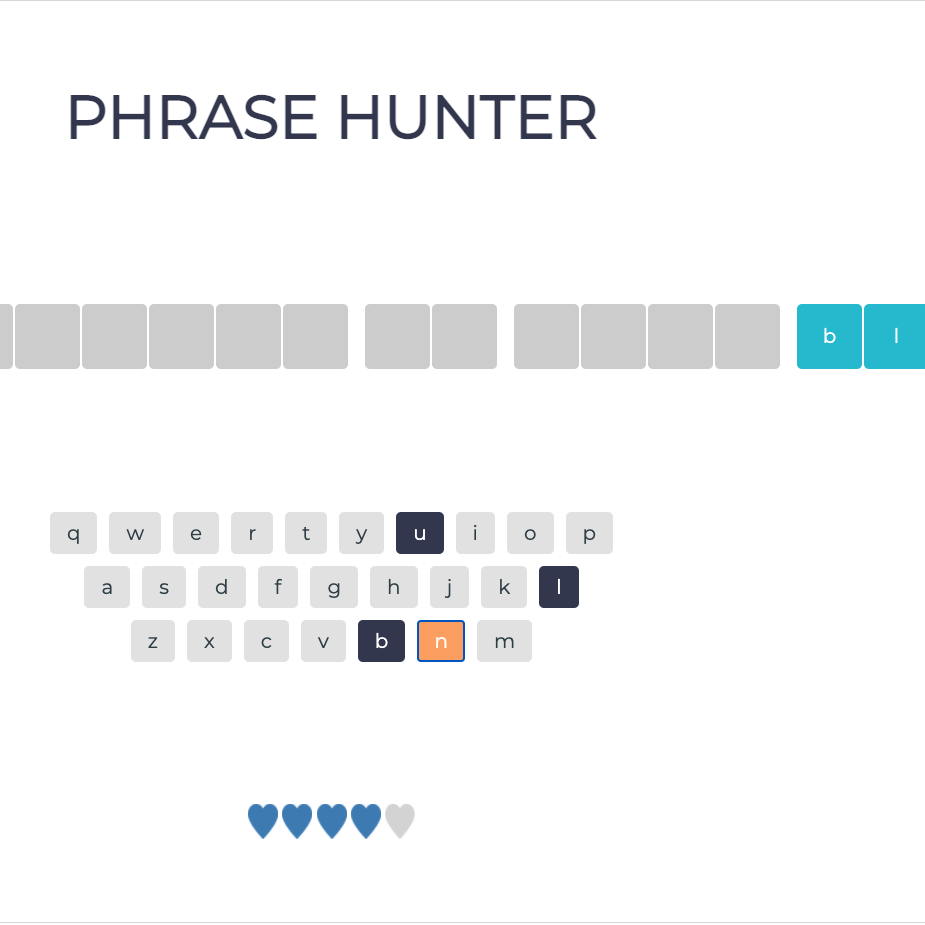 PHRASE HUNTER
b l
q w e r t y u i o p
a s d f g h j k l
z x c v b n m